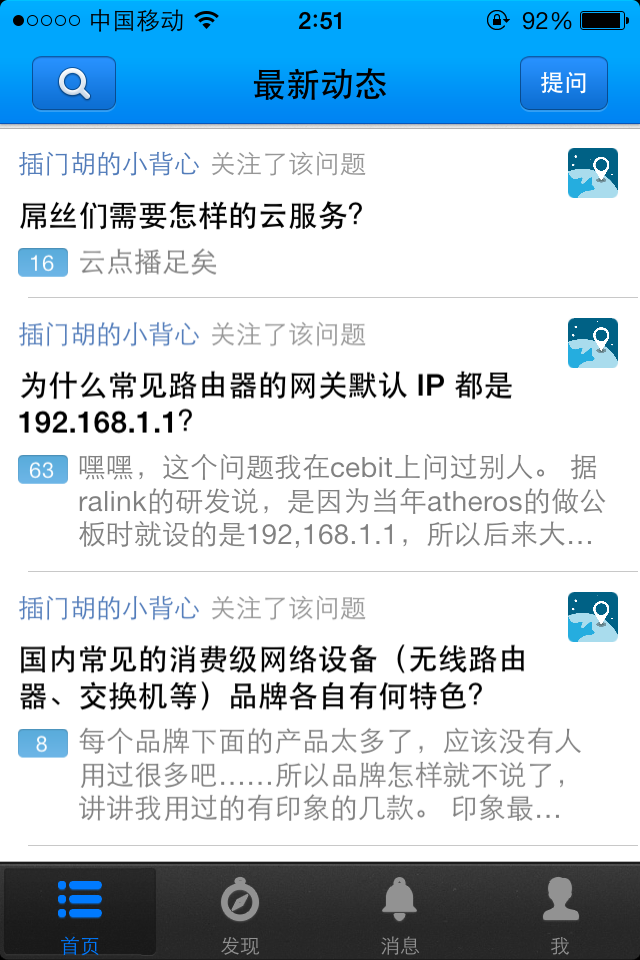 中国移动 2:51 92%
最新动态 提问
插门胡的小背心 关注了该问题
屌丝们需要怎样的云服务?
16 云点播足矣
插门胡的小背心 关注了该问题
为什么常见路由器的网关默认 IP 都是
192.168.1.1?
63 嘿嘿，这个问题我在cebit上问过别人。 据
ralink的研发说，是因为当年atheros的做公
板时就设的是192,168.1.1，所以后来大…
插门胡的小背心 关注了该问题
国内常见的消费级网络设备（无线路由
器、交换机等）品牌各自有何特色?
8 每个品牌下面的产品太多了，应该没有人
用过很多吧……所以品牌怎样就不说了，
讲讲我用过的有印象的几款。 印象最…
首页 发现 消息 我